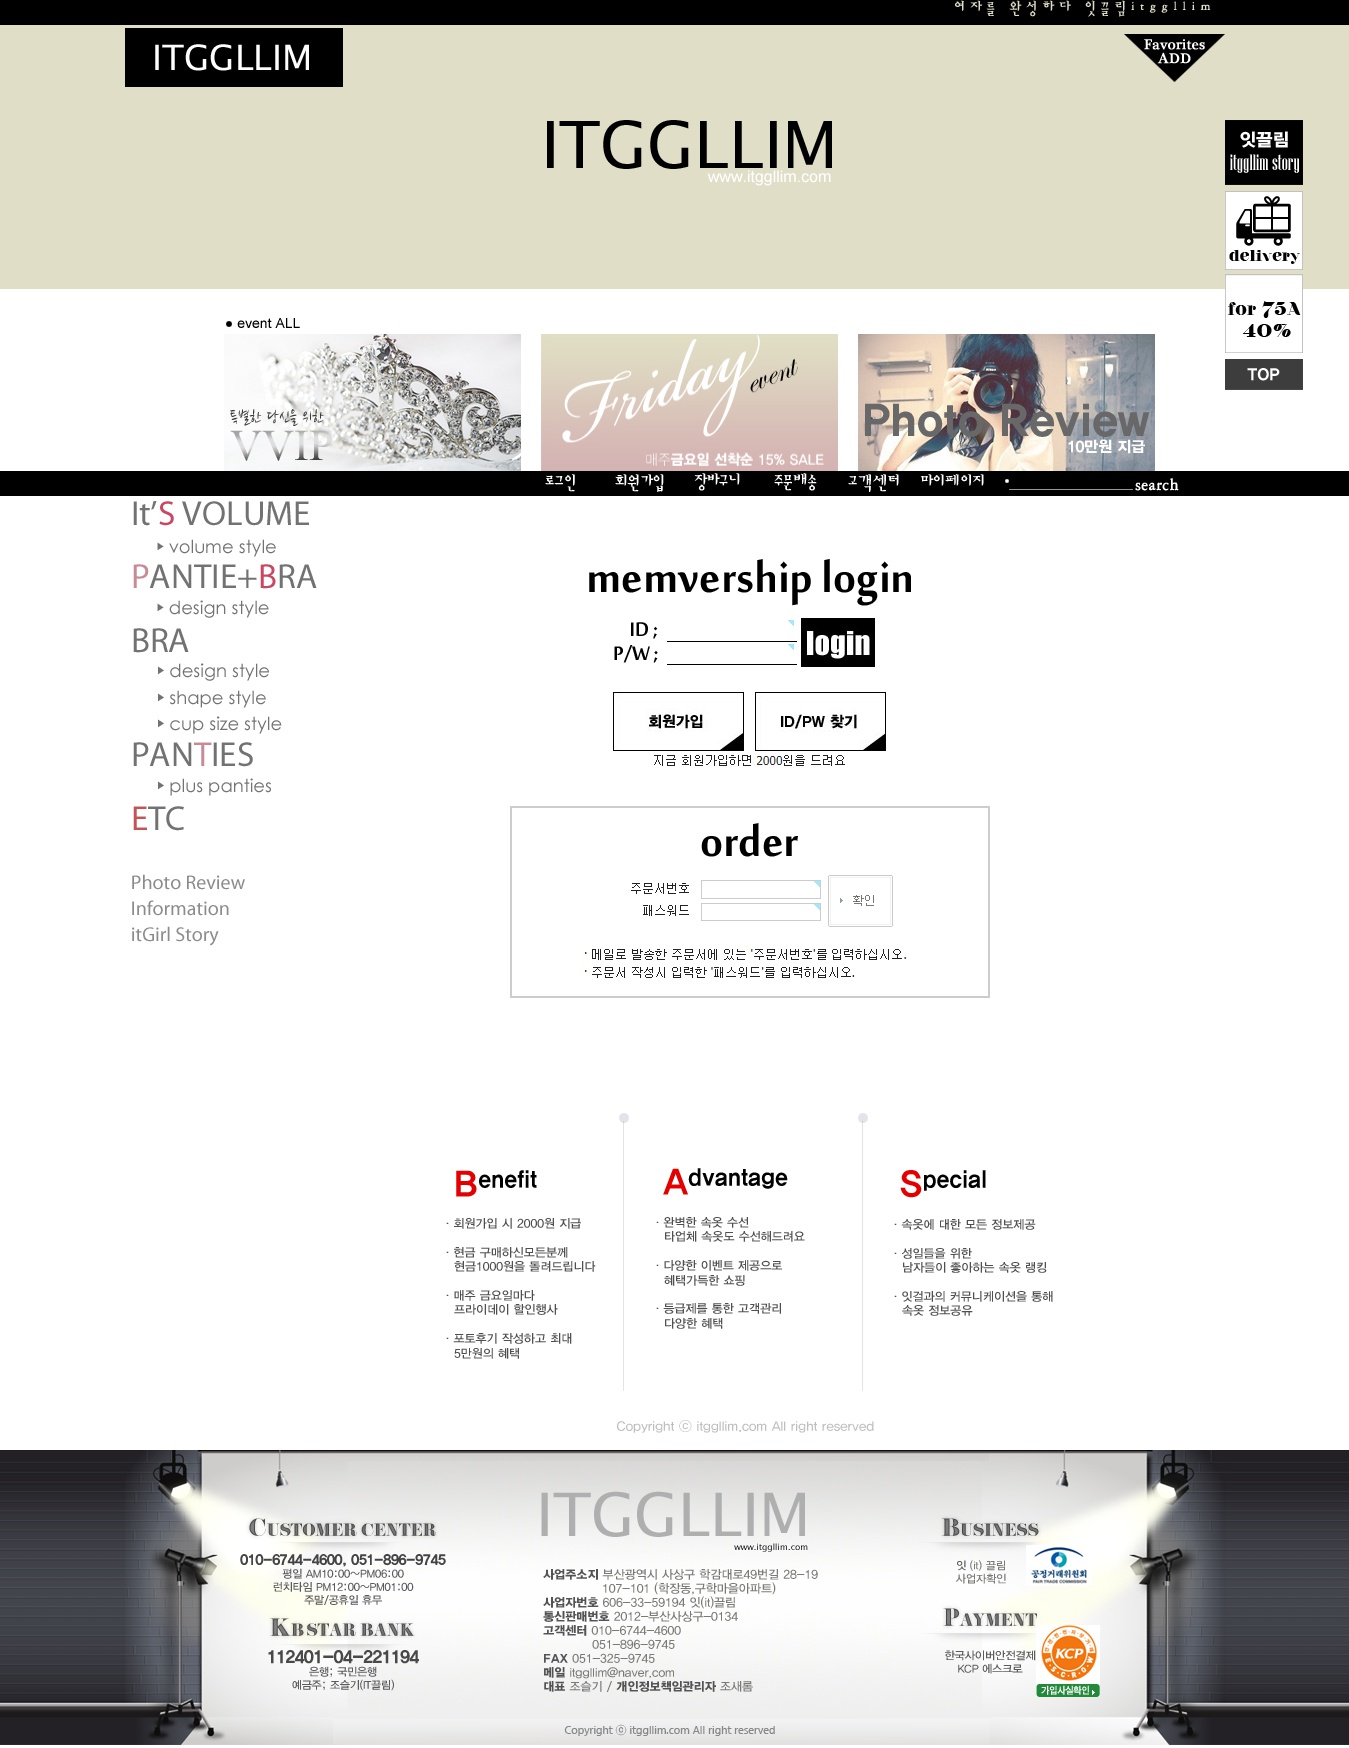 여자를 완성하다 잇끌림itggllim
ITGGLLIM
Favorites
ADD
ITGGLLIM
www.itggllim.com
잇끌림
itggllim story
delivery
for 75A
40%
TOP
• event ALL
특별한 당신을 위한
VVIP
Friday event
매주금요일 선착순 15% SALE
Photo Review
10만원 지급
로그인 회원가입 장바구니 주문배송 고객센터 마이페이지 search
It'S VOLUME
volume style
PANTIE+BRA
design style
BRA
design style
shape style
cup size style
PANTIES
plus panties
ETC
Photo Review
Information
itGirl Story
memvership login
ID ;
P/W ;
login
회원가입
ID/PW 찾기
지금 회원가입하면 2000원을 드려요
order
주문서번호
패스워드
확인
· 메일로 발송한 주문서에 있는 '주문서번호'를 입력하십시오.
· 주문서 작성시 입력한 '패스워드'를 입력하십시오.
Benefit
· 회원가입 시 2000원 지급
· 현금 구매하신모든분께
현금1000원을 돌려드립니다
· 매주 금요일마다
프라이데이 할인행사
· 포토후기 작성하고 최대
5만원의 혜택
Advantage
· 완벽한 속옷 수선
타업체 속옷도 수선해드려요
· 다양한 이벤트 제공으로
혜택가득한 쇼핑
· 등급제를 통한 고객관리
다양한 혜택
Special
· 속옷에 대한 모든 정보제공
· 성일들을 위한
남자들이 좋아하는 속옷 랭킹
· 잇걸과의 커뮤니케이션을 통해
속옷 정보공유
Copyright ⓒ itggllim.com All right reserved
CUSTOMER CENTER
010-6744-4600, 051-896-9745
평일 AM10:00~PM06:00
런치타임 PM12:00~PM01:00
주말/공휴일 휴무
KB STAR BANK
112401-04-221194
은행; 국민은행
예금주; 조슬기(IT끌림)
ITGGLLIM
www.itggllim.com
사업주소지 부산광역시 사상구 학감대로49번길 28-19
107-101 (학장동,구학마을아파트)
사업자번호 606-33-59194 잇(it)끌림
통신판매번호 2012-부산사상구-0134
고객센터 010-6744-4600
051-896-9745
FAX 051-325-9745
메일 itggllim@naver.com
대표 조슬기 / 개인정보책임관리자 조새롬
BUSINESS
잇 (it) 끌림
사업자확인
공정거래위원회
FAIR TRADE COMMISSION
PAYMENT
한국사이버안전결제
KCP 에스크로
KCP
ESCROW
가입사실확인
Copyright ⓒ itggllim.com All right reserved